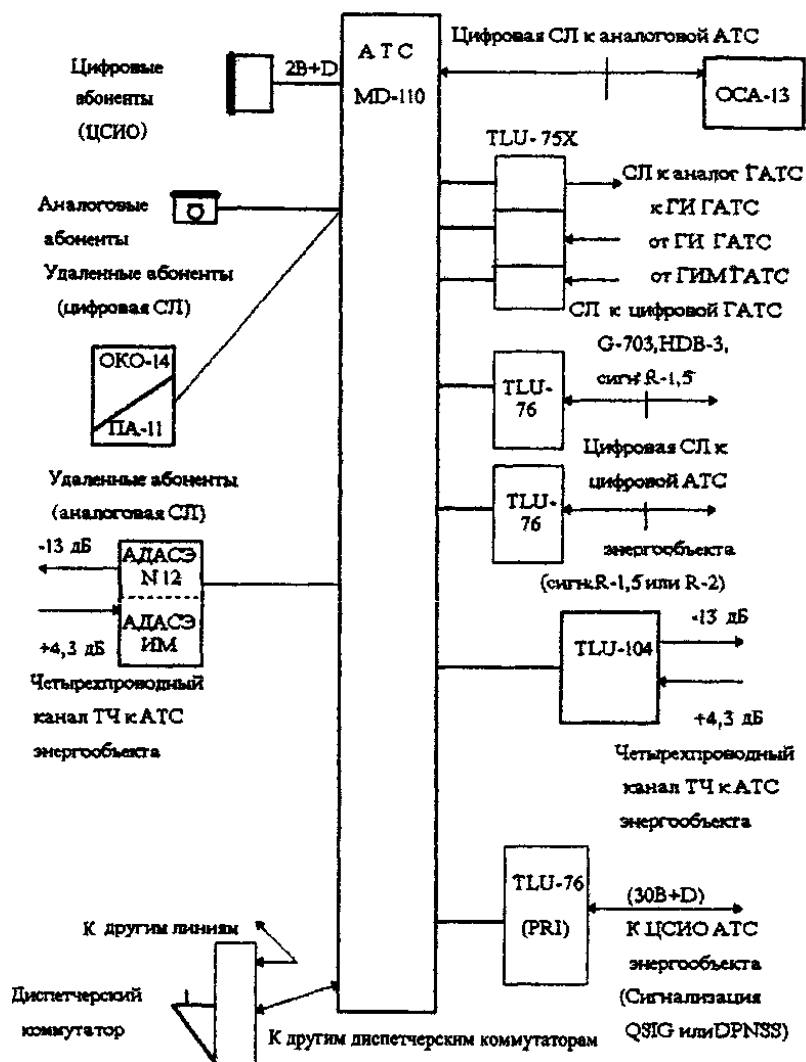 Цифровые
абоненты
(ЦСИО)
2B+D
А Т С
MD-110
Цифровая СЛ к аналоговой АТС
ОСА-13
TLU-75X
СЛ к аналог ГАТС
к ГИ ГАТС
от ГИ ГАТС
от ГИМ ГАТС
Аналоговые
абоненты
Удаленные абоненты
(цифровая СЛ)
ОКО-14
ПА-11
СЛ к цифровой ГАТС
G-703,HDB-3,
сигн.R-1,5
TLU-
76
Удаленные абоненты
(аналоговая СЛ)
Цифровая СЛ к
цифровой АТС
TLU-
76
энергообъекта
(сигн.R-1,5 или R-2)
-13 дБ
АДАСЭ
N 12
АДАСЭ
ИМ
+4,3 дБ
Четырехпроводный
канал ТЧ к АТС
энергообъекта
TLU-104
-13 дБ
+4,3 дБ
Четырехпроводный
канал ТЧ к АТС
энергообъекта
TLU-76
(PRI)
(30B+D)
К ЦСИО АТС
энергообъекта
(Сигнализация
QSIG или DPNSS)
К другим линиям
Диспетчерский
коммутатор
К другим диспетчерским коммутаторам